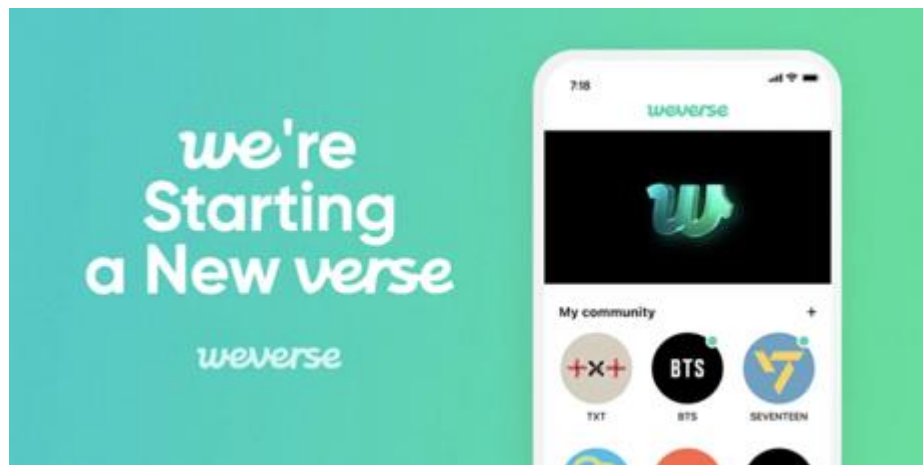 we're
Starting
a New verse
weverse
7:18
weverse
W
My community +
+x+
BTS
TXT
BTS
SEVENTEEN